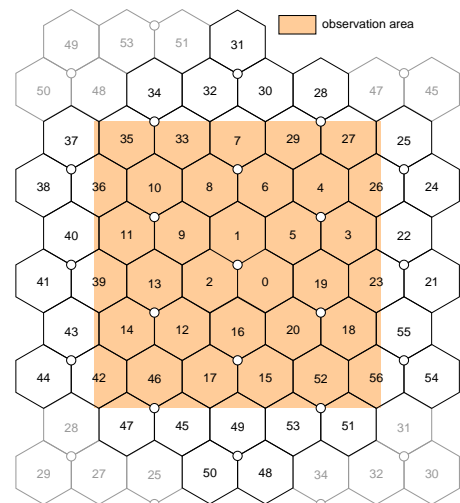 observation area
49 53 51 31
50 48 34 32 30 28 47 45
37 35 33 7 29 27 25
38 36 10 8 6 4 26 24
40 11 9 1 5 3 22
41 39 13 2 0 19 23 21
43 14 12 16 20 18 55
44 42 46 17 15 52 56 54
28 47 45 49 53 51 31
29 27 25 50 48 34 32 30